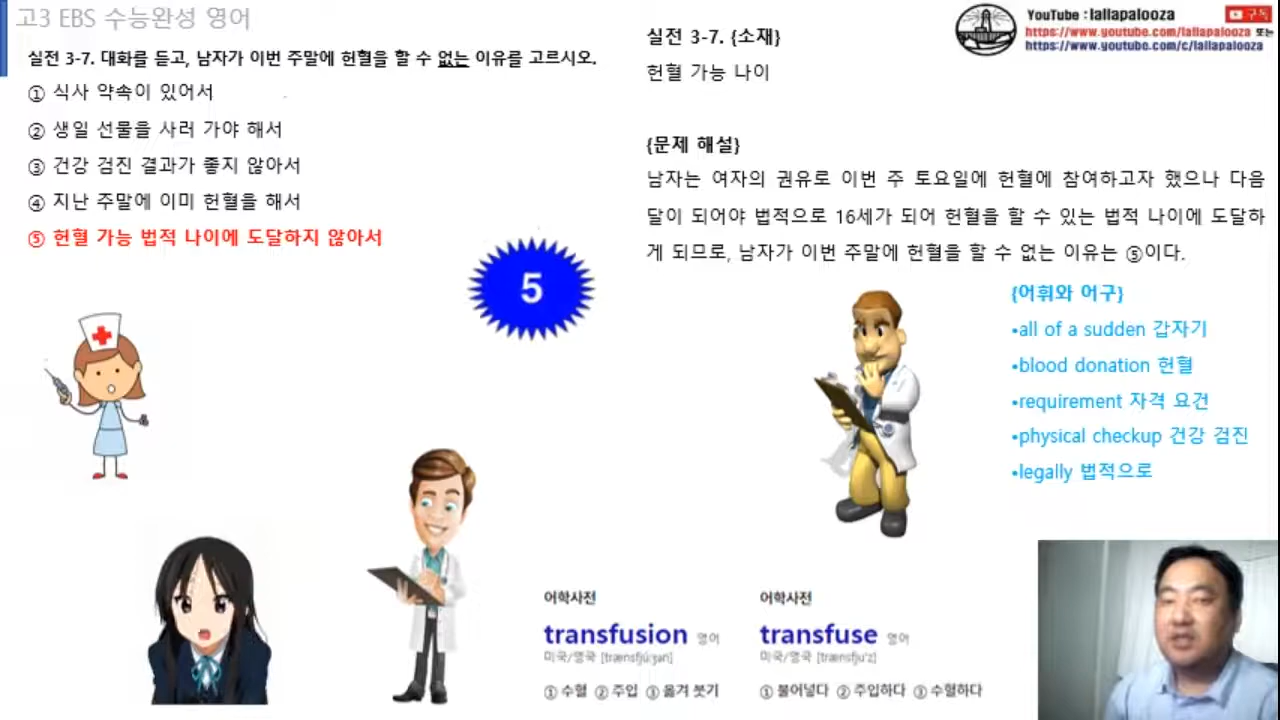 고3 EBS 수능완성 영어
실전 3-7. 대화를 듣고, 남자가 이번 주말에 헌혈을 할 수 없는 이유를 고르시오.
① 식사 약속이 있어서
② 생일 선물을 사러 가야 해서
③ 건강 검진 결과가 좋지 않아서
④ 지난 주말에 이미 헌혈을 해서
⑤ 헌혈 가능 법적 나이에 도달하지 않아서
5
실전 3-7. {소재}
헌혈 가능 나이
{문제 해설}
남자는 여자의 권유로 이번 주 토요일에 헌혈에 참여하고자 했으나 다음
달이 되어야 법적으로 16세가 되어 헌혈을 할 수 있는 법적 나이에 도달하
게 되므로, 남자가 이번 주말에 헌혈을 할 수 없는 이유는 ⑤이다.
YouTube : lallapalooza
구독
https://www.youtube.com/lallapalooza 또는
https://www.youtube.com/c/lallapalooza
{어휘와 어구}
•all of a sudden 갑자기
•blood donation 헌혈
•requirement 자격 요건
•physical checkup 건강 검진
•legally 법적으로
어학사전
transfusion 영어
미국/영국 [trænsfjúːʒən]
① 수혈 ② 주입 ③ 옮겨 붓기
어학사전
transfuse 영어
미국/영국 [trænsfju'z]
① 불어넣다 ② 주입하다 ③ 수혈하다